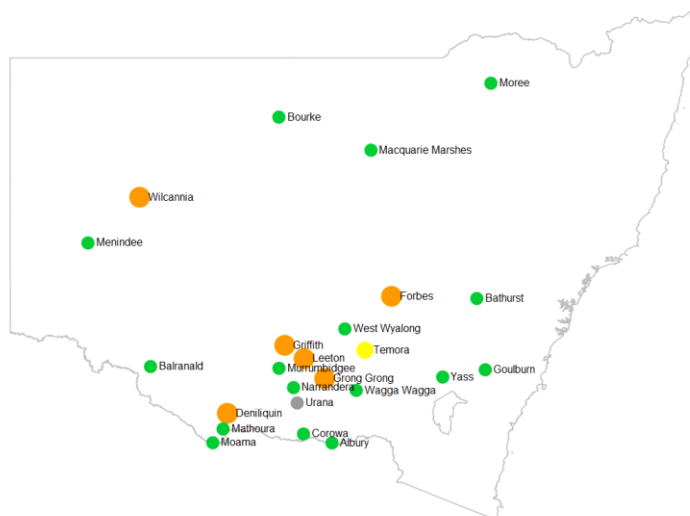 Moree
Bourke
Macquarie Marshes
Wilcannia
Menindee
Forbes
Bathurst
West Wyalong
Griffith
Temora
Leeton
Balranald
Murrumbidgee
Goulburn
Grong Grong
Yass
Narrandera
Wagga Wagga
Urana
Deniliquin
Mathoura
Corowa
Moama
Albury